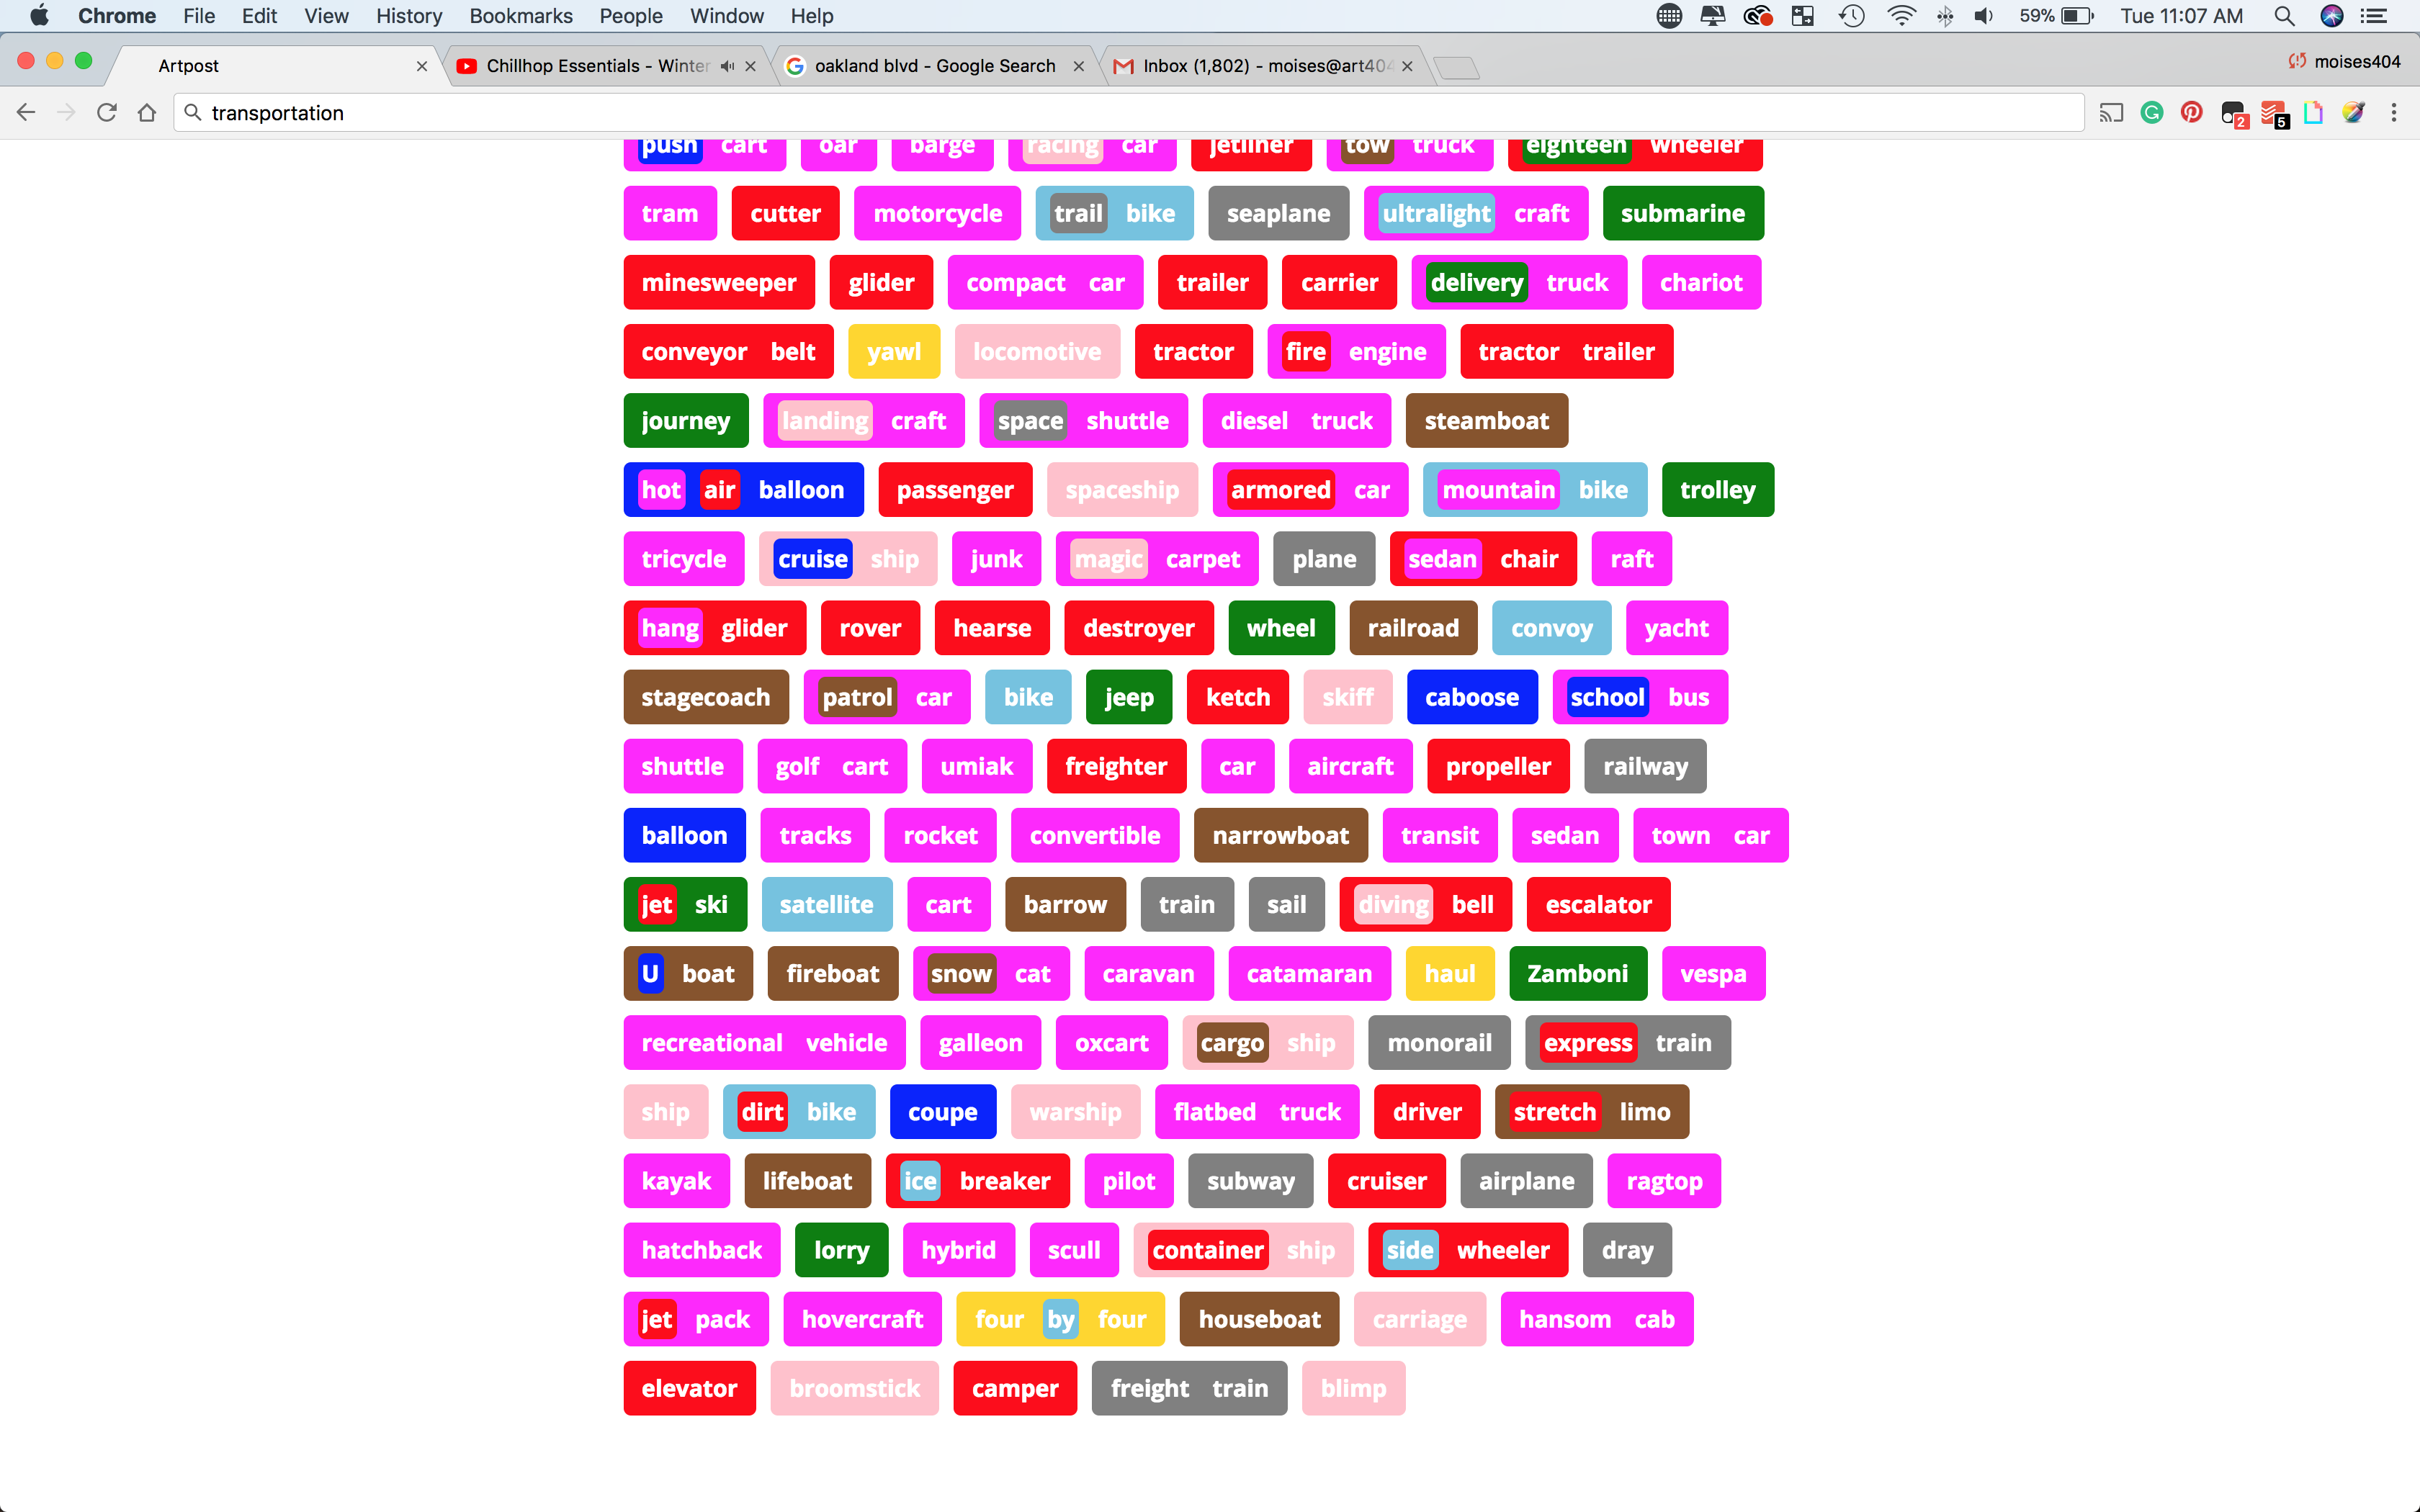 Chrome File Edit View History Bookmarks People Window Help 59% Tue 11:07 AM
Artpost Chillhop Essentials - Winter oakland blvd - Google Search Inbox (1,802) - moises@art404 moises404
transportation 2 5
push cart oar barge racing car jetliner tow truck eighteen wheeler
tram cutter motorcycle trail bike seaplane ultralight craft submarine
minesweeper glider compact car trailer carrier delivery truck chariot
conveyor belt yawl locomotive tractor fire engine tractor trailer
journey landing craft space shuttle diesel truck steamboat
hot air balloon passenger spaceship armored car mountain bike trolley
tricycle cruise ship junk magic carpet plane sedan chair raft
hang glider rover hearse destroyer wheel railroad convoy yacht
stagecoach patrol car bike jeep ketch skiff caboose school bus
shuttle golf cart umiak freighter car aircraft propeller railway
balloon tracks rocket convertible narrowboat transit sedan town car
jet ski satellite cart barrow train sail diving bell escalator
U boat fireboat snow cat caravan catamaran haul Zamboni vespa
recreational vehicle galleon oxcart cargo ship monorail express train
ship dirt bike coupe warship flatbed truck driver stretch limo
kayak lifeboat ice breaker pilot subway cruiser airplane ragtop
hatchback lorry hybrid scull container ship side wheeler dray
jet pack hovercraft four by four houseboat carriage hansom cab
elevator broomstick camper freight train blimp